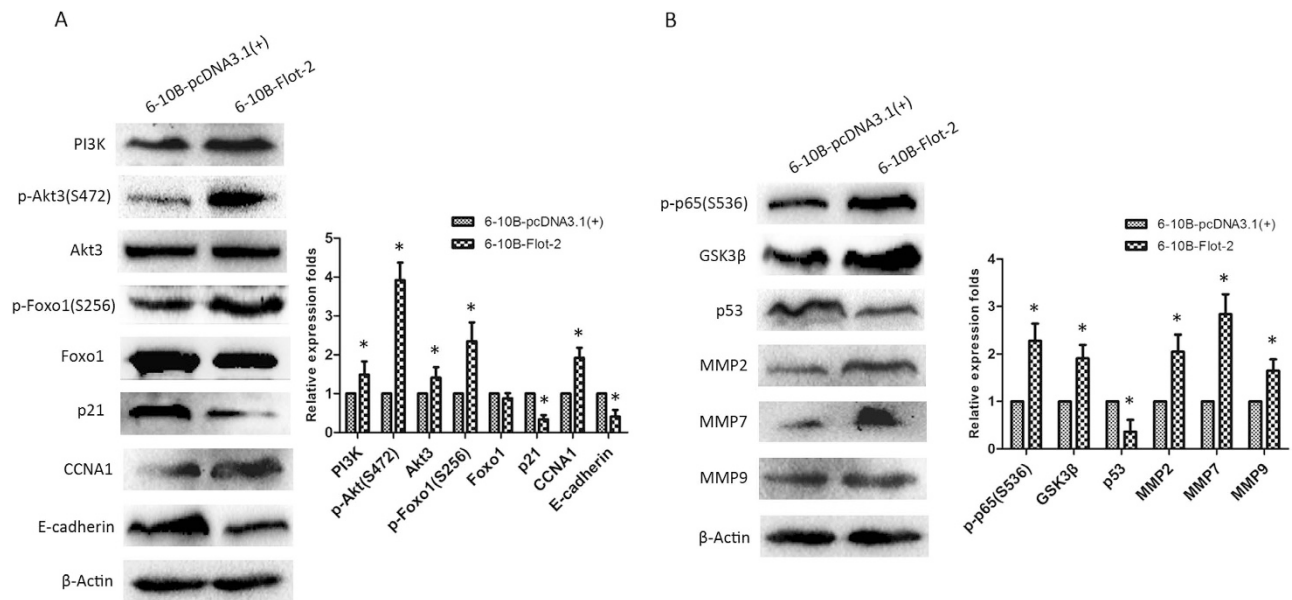 A
6-10B-pcDNA3.1(+)
6-10B-Flot-2
PI3K
p-Akt3(S472)
Akt3
p-Foxo1(S256)
Foxo1
p21
CCNA1
E-cadherin
β-Actin
6-10B-pcDNA3.1(+)
6-10B-Flot-2
Relative expression folds
5
4
3
2
1
0
* * * * * * *
PI3K
p-Akt(S472)
Akt3
p-Foxo1(S256)
Foxo1
p21
CCNA1
E-cadherin
B
6-10B-pcDNA3.1(+)
6-10B-Flot-2
p-p65(S536)
GSK3β
p53
MMP2
MMP7
MMP9
β-Actin
6-10B-pcDNA3.1(+)
6-10B-Flot-2
Relative expression folds
4
3
2
1
0
* * * * * *
p-p65(S536)
GSK3β
p53
MMP2
MMP7
MMP9